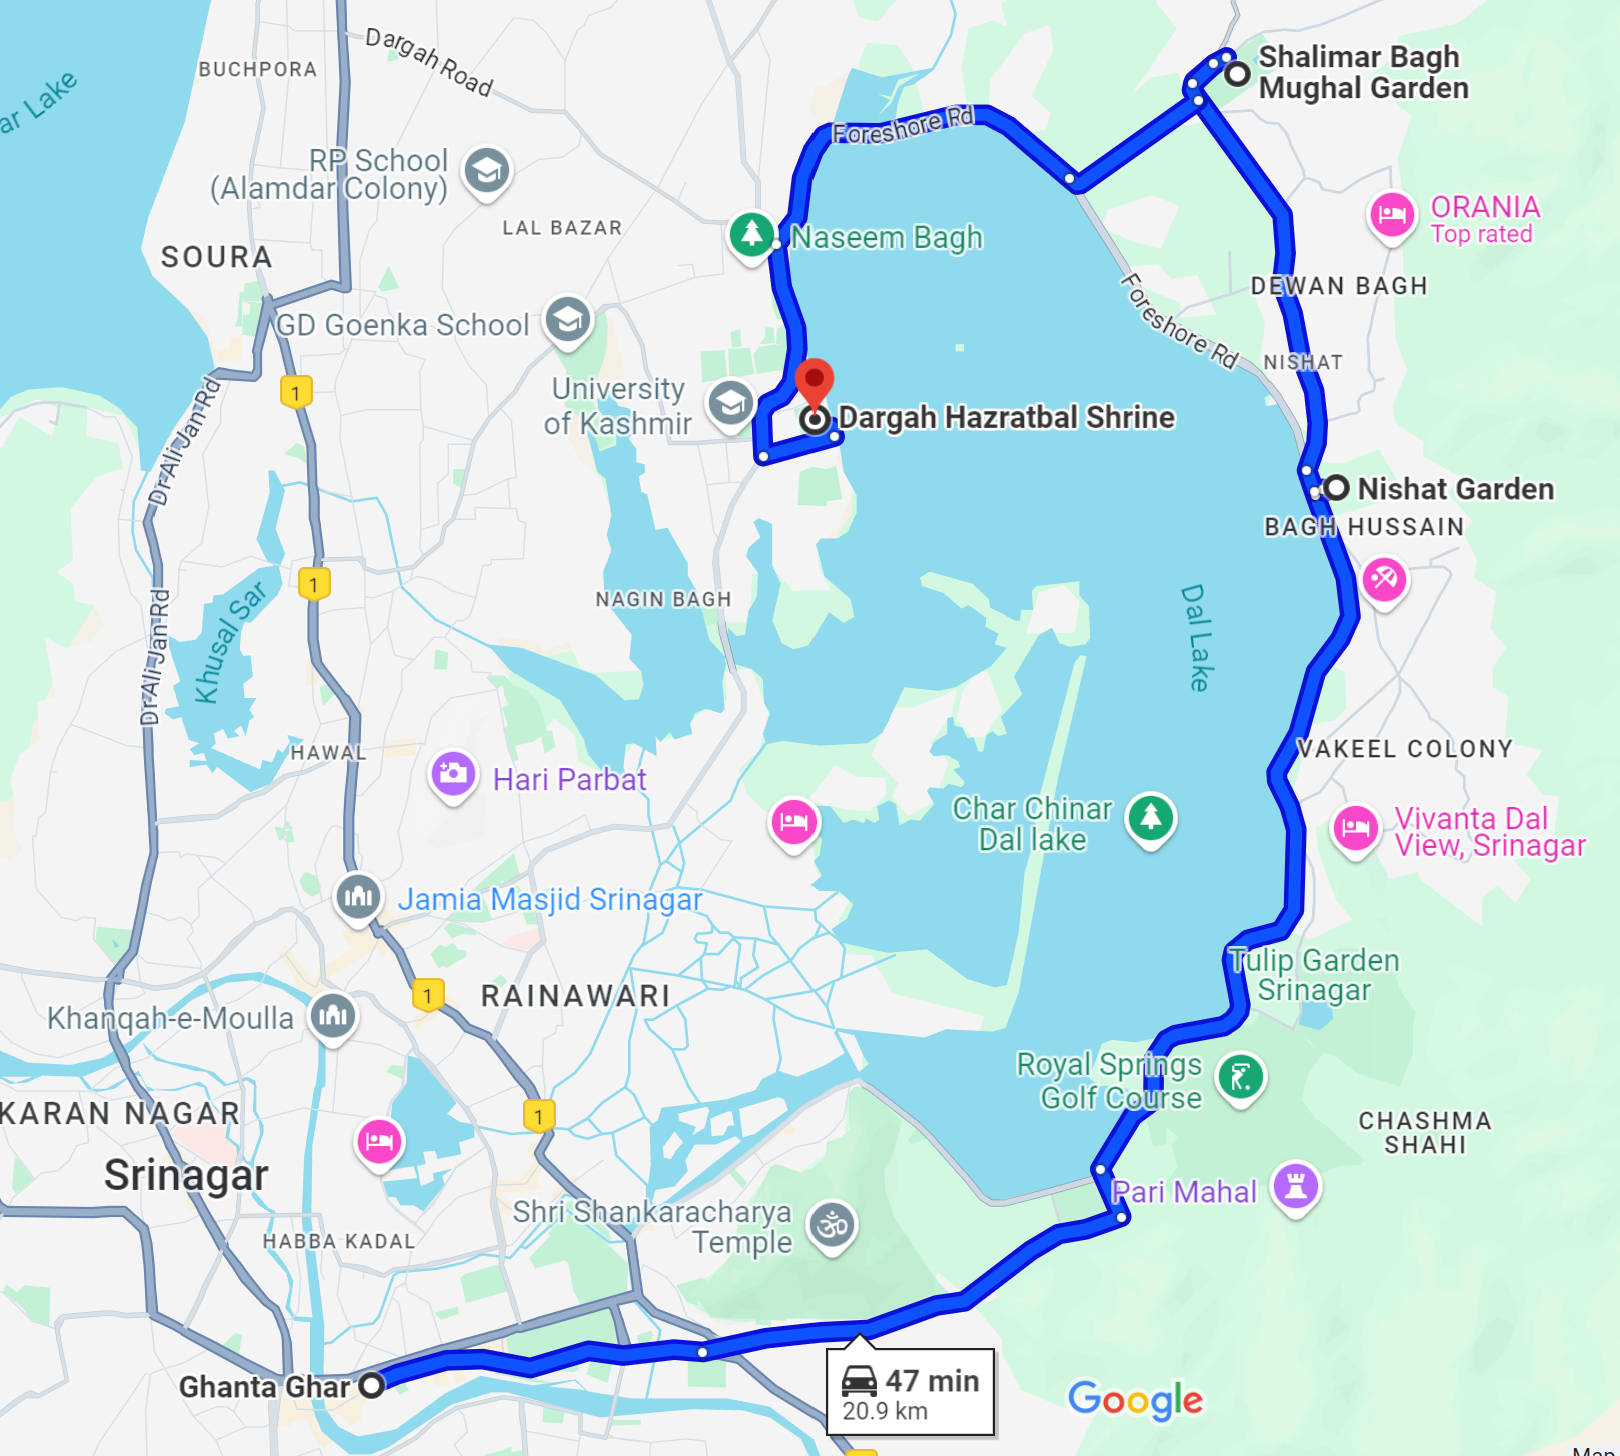 Shalimar Bagh
Mughal Garden
Dargah Road
BUCHPORA
ar Lake
Foreshore Rd
RP School
(Alamdar Colony)
LAL BAZAR
ORANIA
Top rated
SOURA
Naseem Bagh
DEWAN BAGH
GD Goenka School
Foreshore Rd
NISHAT
1
University
of Kashmir
Dargah Hazratbal Shrine
Dr Ali Jan Rd
Nishat Garden
BAGH HUSSAIN
1
NAGIN BAGH
Khusal Sar
Dr Ali Jan Rd
Dal Lake
HAWAL
VAKEEL COLONY
Hari Parbat
Char Chinar
Dal lake
Vivanta Dal
View, Srinagar
Jamia Masjid Srinagar
Tulip Garden
Srinagar
1
RAINAWARI
Khanqah-e-Moulla
Royal Springs
Golf Course
KARAN NAGAR
1
CHASHMA
SHAHI
Srinagar
Pari Mahal
Shri Shankaracharya
Temple
HABBA KADAL
Ghanta Ghar
47 min
20.9 km
Google
Map